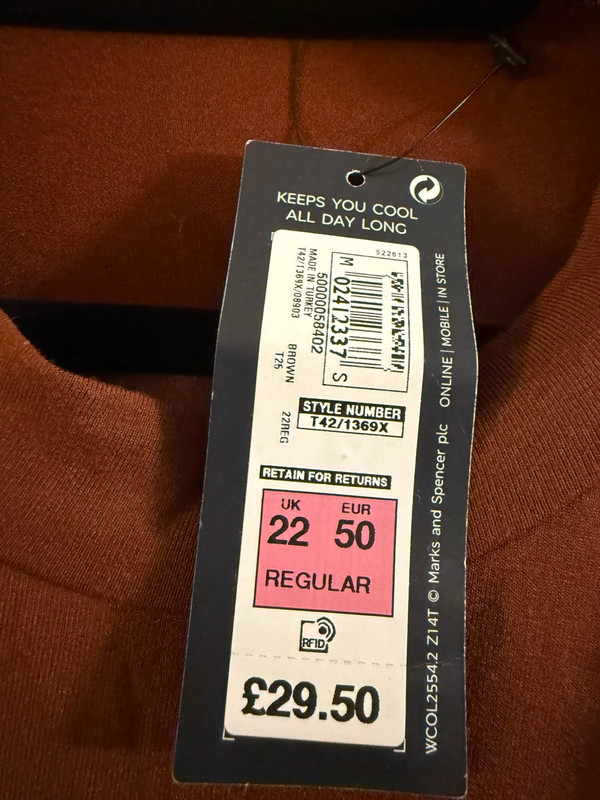 KEEPS YOU COOL
ALL DAY LONG
S22613
M 02412337 S
50000058402
MADE IN TURKEY
T42/1369X/08903
BROWN
T25
22REG
STYLE NUMBER
T42/1369X
RETAIN FOR RETURNS
UK EUR
22 50
REGULAR
RFID
£29.50
WCOL2554.2 Z14T © Marks and Spencer plc ONLINE | MOBILE | IN STORE